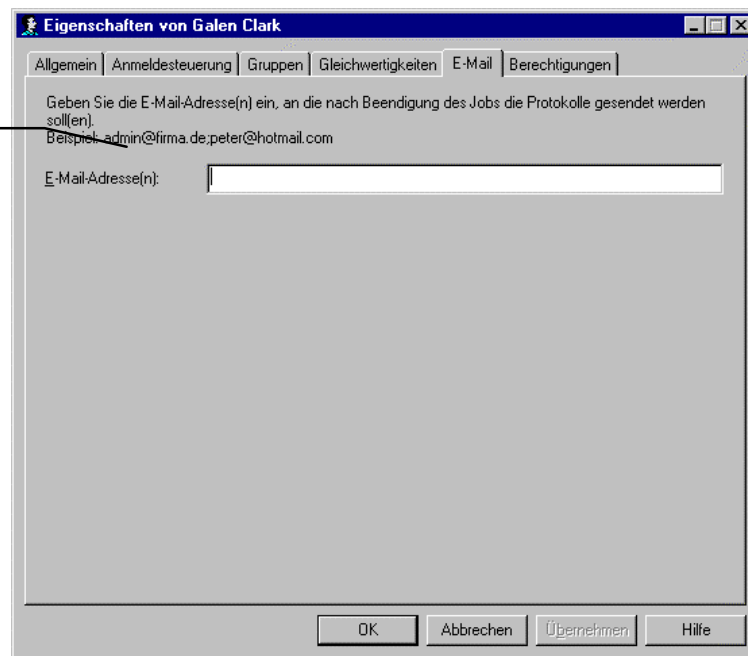 Eigenschaften von Galen Clark
Allgemein Anmeldesteuerung Gruppen Gleichwertigkeiten E-Mail Berechtigungen
Geben Sie die E-Mail-Adresse(n) ein, an die nach Beendigung des Jobs die Protokolle gesendet werden
soll(en).
Beispiel: admin@firma.de;peter@hotmail.com
E-Mail-Adresse(n):
OK Abbrechen Übernehmen Hilfe